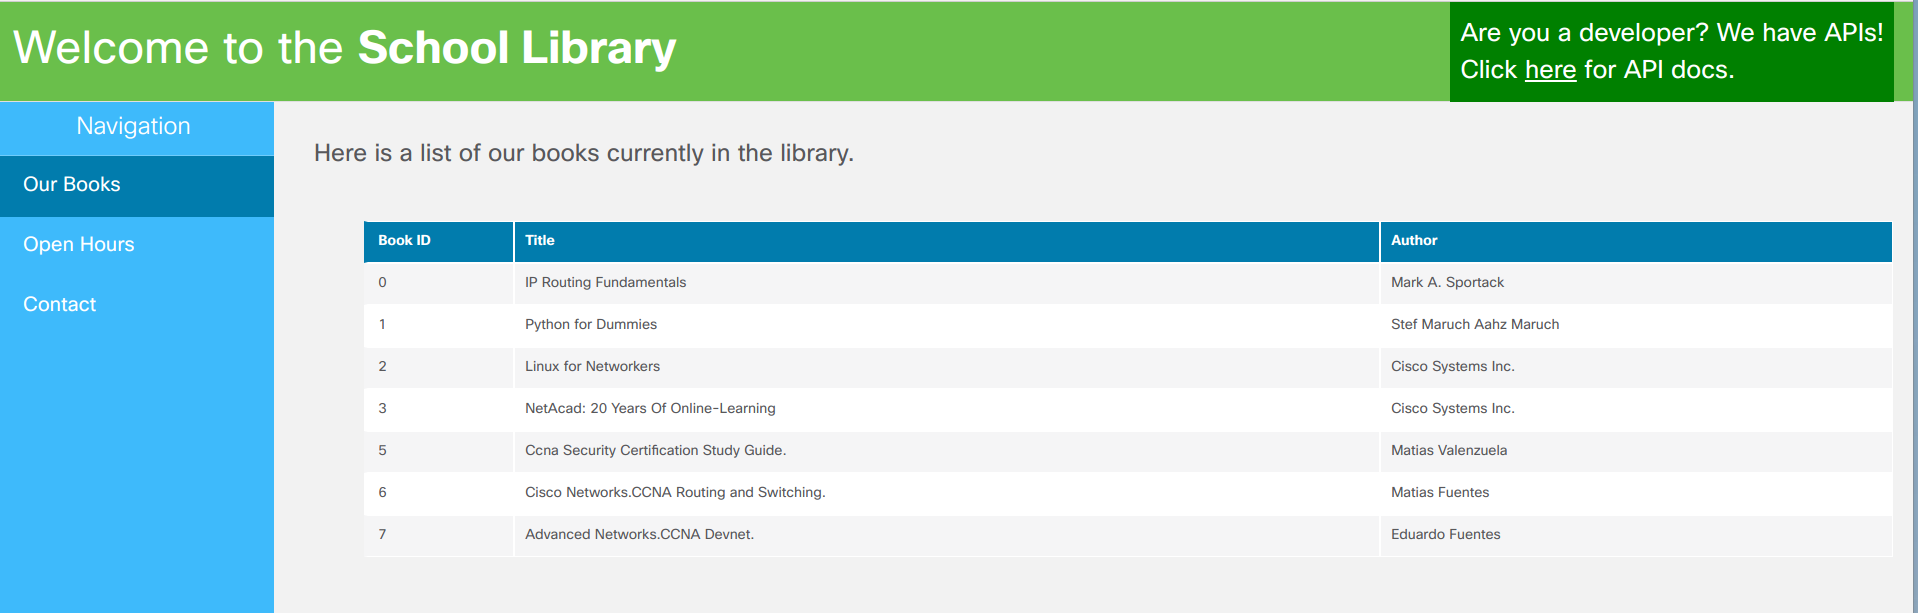 Welcome to the School Library
Are you a developer? We have APIs!
Click here for API docs.
Navigation
Our Books
Open Hours
Contact
Here is a list of our books currently in the library.
Book ID Title Author
0 IP Routing Fundamentals Mark A. Sportack
1 Python for Dummies Stef Maruch Aahz Maruch
2 Linux for Networkers Cisco Systems Inc.
3 NetAcad: 20 Years Of Online-Learning Cisco Systems Inc.
5 Ccna Security Certification Study Guide. Matias Valenzuela
6 Cisco Networks.CCNA Routing and Switching. Matias Fuentes
7 Advanced Networks.CCNA Devnet. Eduardo Fuentes